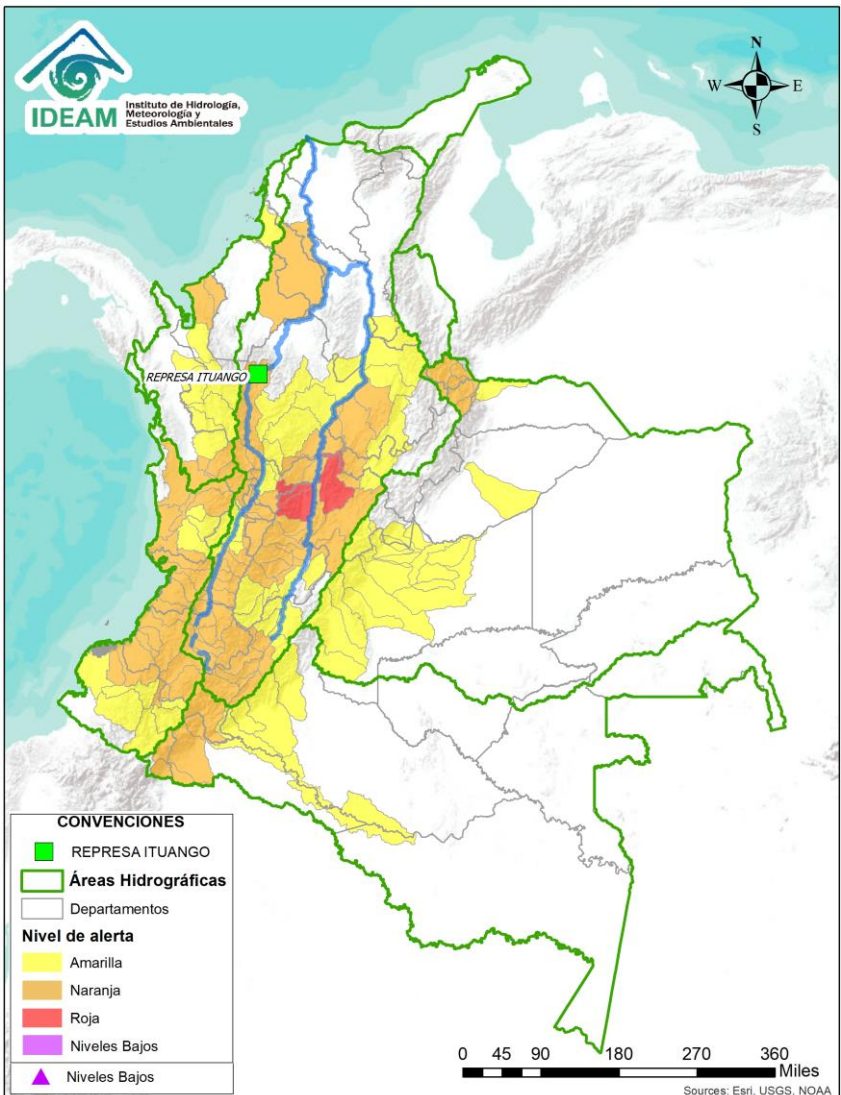 IDEAM
Instituto de Hidrología,
Meteorología y
Estudios Ambientales
N
W
E
S
REPRESA ITUANGO
CONVENCIONES
REPRESA ITUANGO
Áreas Hidrográficas
Departamentos
Nivel de alerta
Amarilla
Naranja
Roja
Niveles Bajos
Niveles Bajos
0 45 90 180 270 360
Miles
Sources: Esri, USGS, NOAA